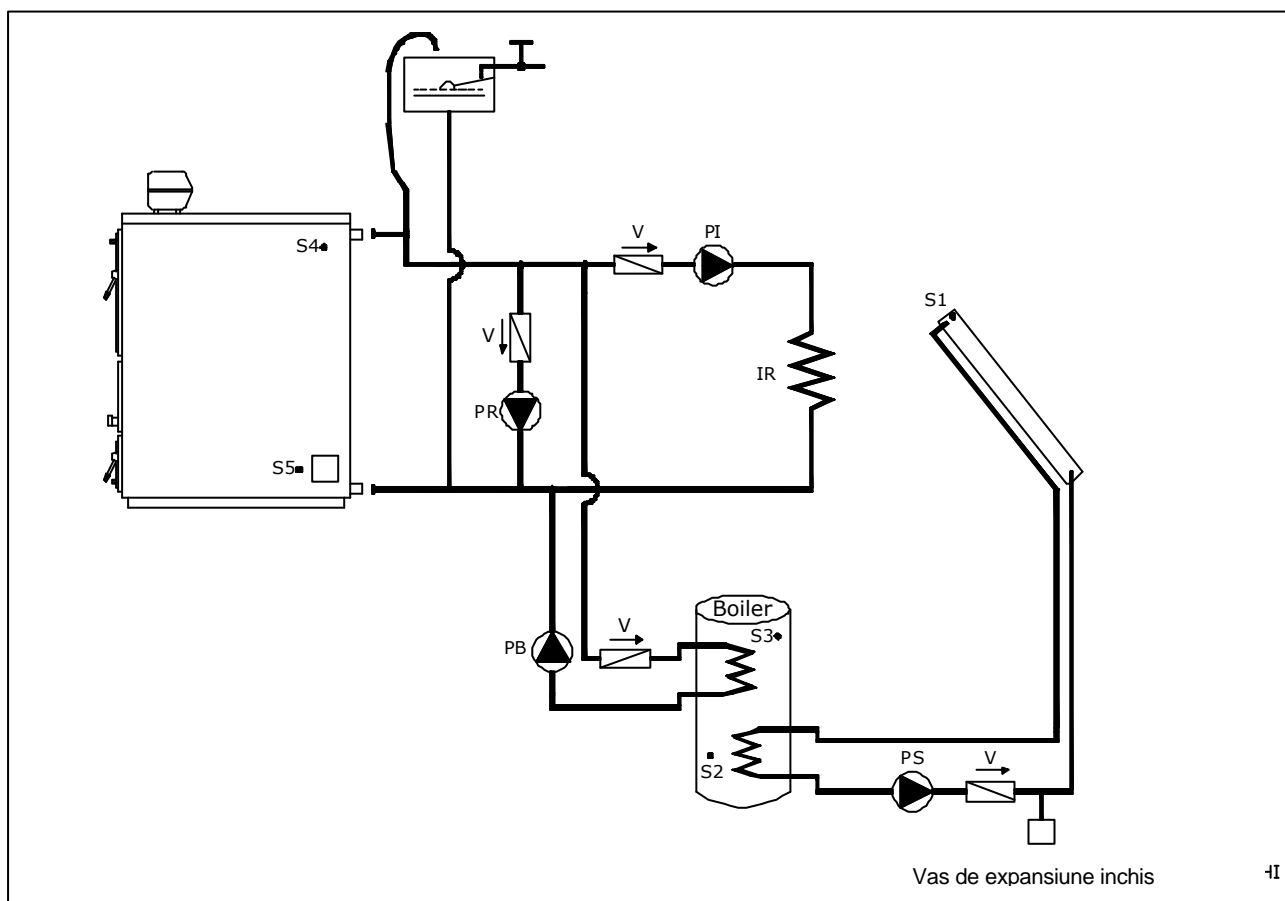 S4
V
PI
S1
V
IR
PR
S5
Boiler
S3
V
PB
S2
PS
V
Vas de expansiune inchis